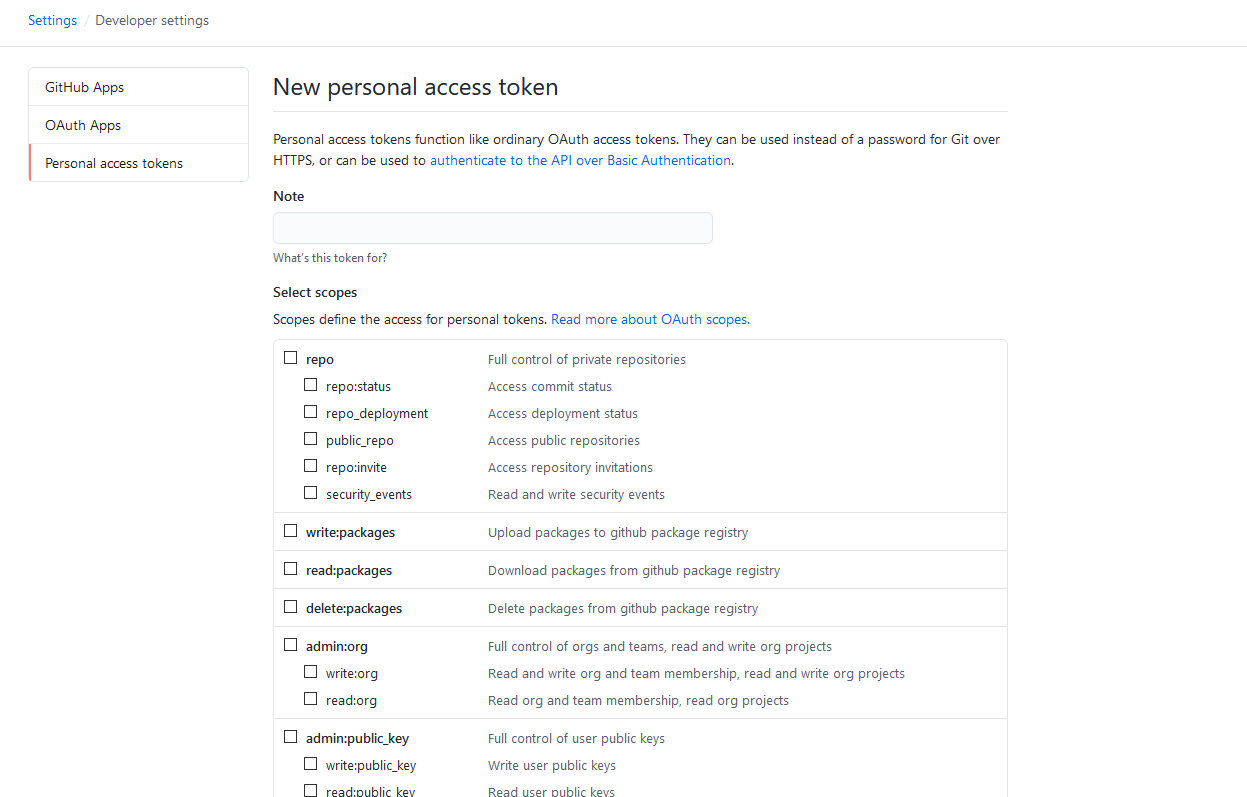 Settings / Developer settings
GitHub Apps
OAuth Apps
Personal access tokens
New personal access token
Personal access tokens function like ordinary OAuth access tokens. They can be used instead of a password for Git over
HTTPS, or can be used to authenticate to the API over Basic Authentication.
Note
What's this token for?
Select scopes
Scopes define the access for personal tokens. Read more about OAuth scopes.
repo Full control of private repositories
repo:status Access commit status
repo_deployment Access deployment status
public_repo Access public repositories
repo:invite Access repository invitations
security_events Read and write security events
write:packages Upload packages to github package registry
read:packages Download packages from github package registry
delete:packages Delete packages from github package registry
admin:org Full control of orgs and teams, read and write org projects
write:org Read and write org and team membership, read and write org projects
read:org Read org and team membership, read org projects
admin:public_key Full control of user public keys
write:public_key Write user public keys
read:public_key Read user public keys